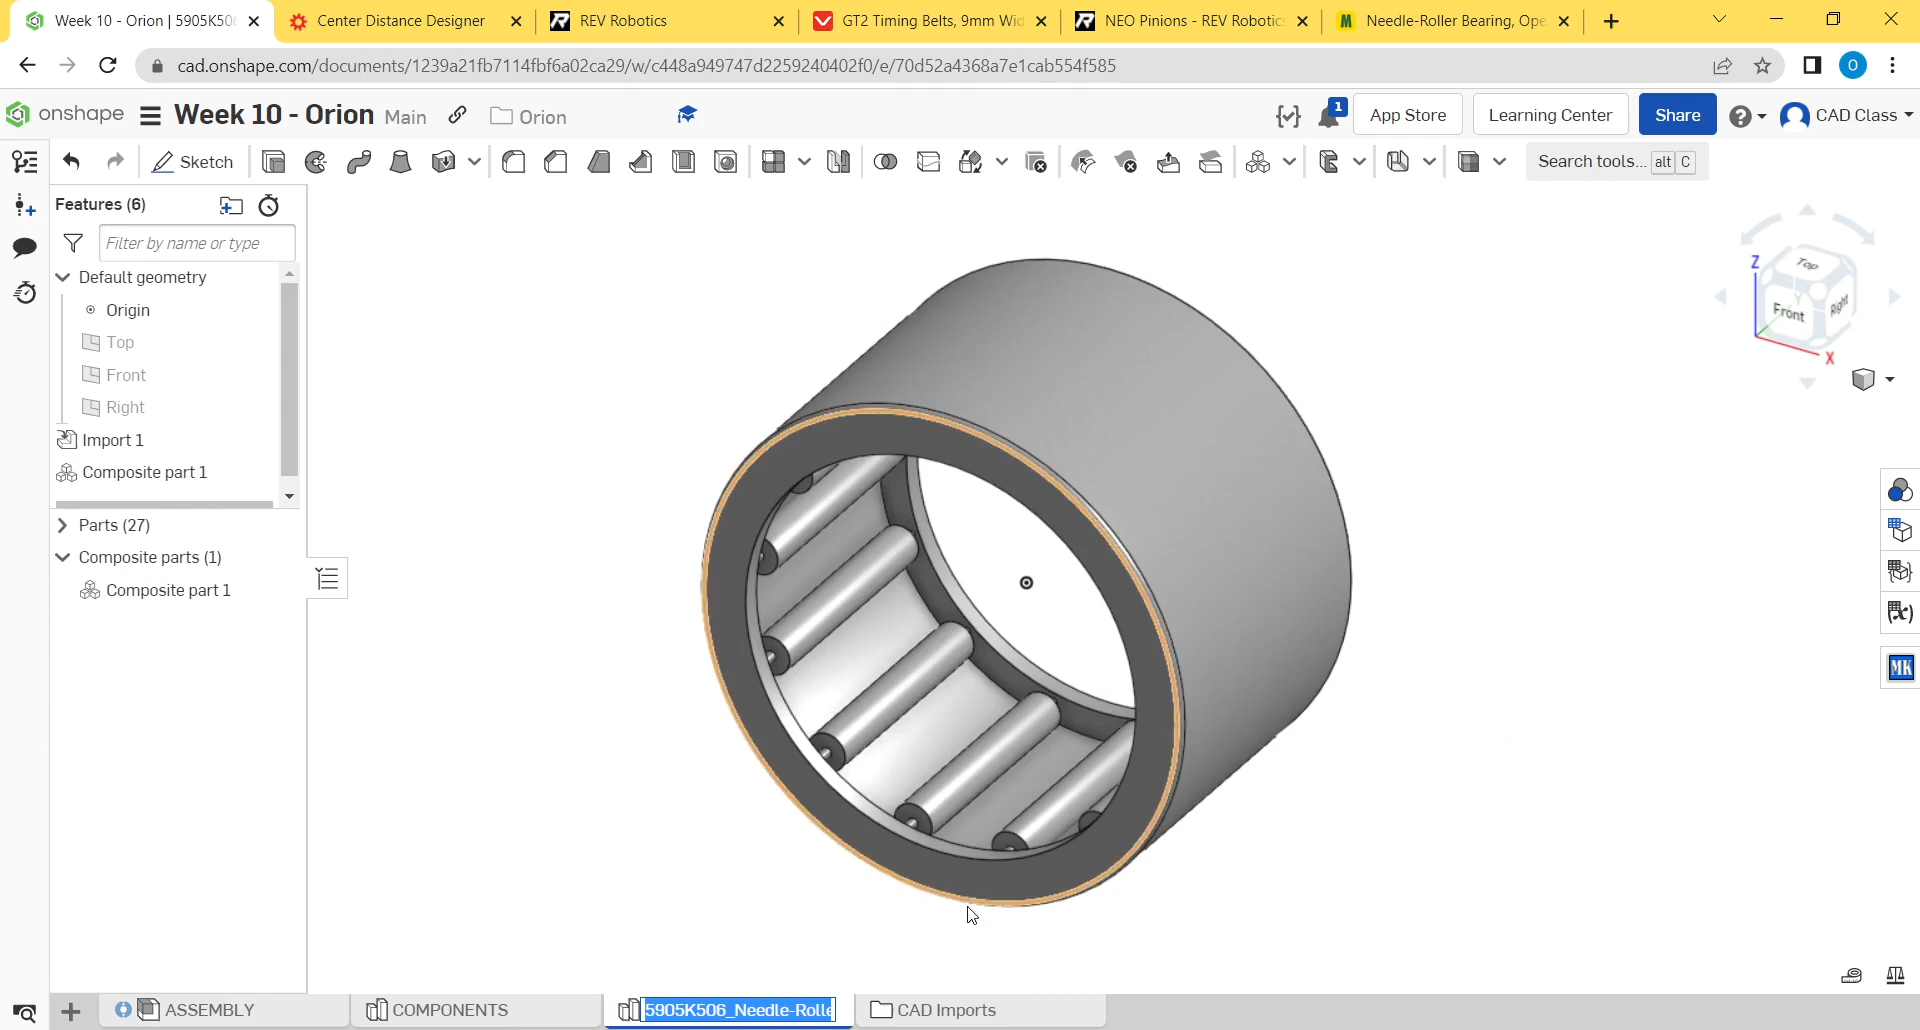 Week 10 - Orion | 5905K50
Center Distance Designer
REV Robotics
GT2 Timing Belts, 9mm Wid
NEO Pinions - REV Robotics
Needle-Roller Bearing, Ope
cad.onshape.com/documents/1239a21fb7114fbf6a02ca29/w/c448a949747d2259240402f0/e/70d52a4368a7e1cab554f585
O
onshape
Week 10 - Orion Main
Orion
1
App Store
Learning Center
Share
CAD Class
Sketch
Search tools... alt C
Features (6)
Filter by name or type
Default geometry
Origin
Top
Front
Right
Import 1
Composite part 1
Parts (27)
Composite parts (1)
Composite part 1
Z
Top
Y
Front
Right
X
MK
ASSEMBLY
COMPONENTS
5905K506_Needle-Rolle
CAD Imports